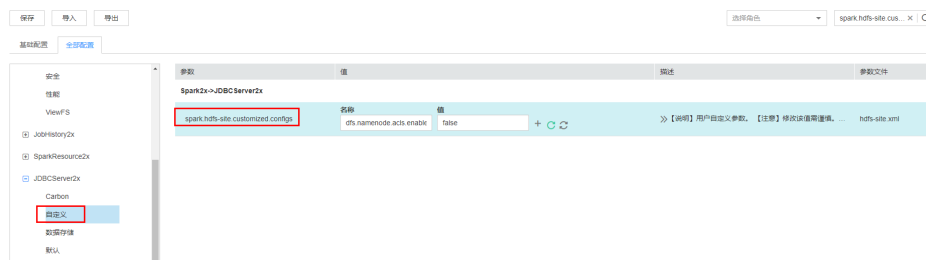 保存 导入 导出 选择角色 spark.hdfs-site.cus...
基础配置 全部配置
安全
性能
ViewFS
JobHistory2x
SparkResource2x
JDBCServer2x
Carbon
自定义
数据存储
默认
参数 值 描述 参数文件
Spark2x->JDBCServer2x
名称 值
spark.hdfs-site.customized.configs dfs.namenode.acls.enable false 【说明】用户自定义参数。【注意】修改该值需谨慎。... hdfs-site.xml